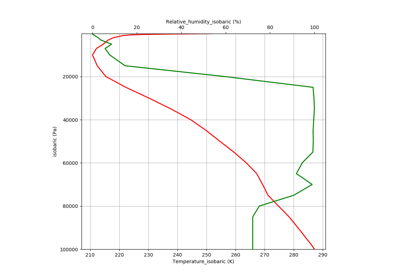 Relative_humidity_isobaric (%)
0 20 40 60 80 100
20000
40000
60000
80000
100000
Isobaric (Pa)
210 220 230 240 250 260 270 280 290
Temperature_isobaric (K)